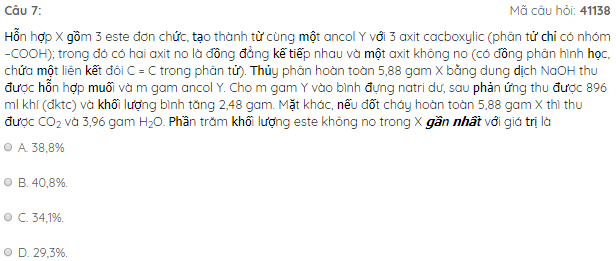 Câu 7: Mã câu hỏi: 41138
Hỗn hợp X gồm 3 este đơn chức, tạo thành từ cùng một ancol Y với 3 axit cacboxylic (phân tử chỉ có nhóm
–COOH); trong đó có hai axit no là đồng đẳng kế tiếp nhau và một axit không no (có đồng phân hình học,
chứa một liên kết đôi C = C trong phân tử). Thủy phân hoàn toàn 5,88 gam X bằng dung dịch NaOH thu
được hỗn hợp muối và m gam ancol Y. Cho m gam Y vào bình đựng natri dư, sau phản ứng thu được 896
ml khí (đktc) và khối lượng bình tăng 2,48 gam. Mặt khác, nếu đốt cháy hoàn toàn 5,88 gam X thì thu
được CO2 và 3,96 gam H2O. Phần trăm khối lượng este không no trong X gần nhất với giá trị là
A. 38,8%
B. 40,8%.
C. 34,1%.
D. 29,3%.